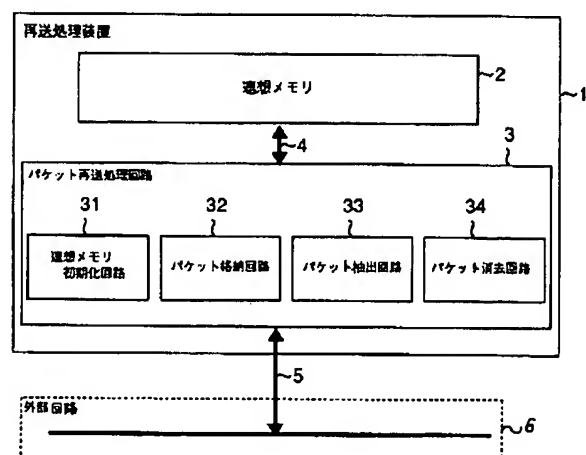 再送処理装置
連想メモリ
2
1
4
3
パケット再送処理回路
31
32
33
34
連想メモリ
初期化回路
パケット格納回路
パケット抽出回路
パケット消去回路
5
外部回路
6